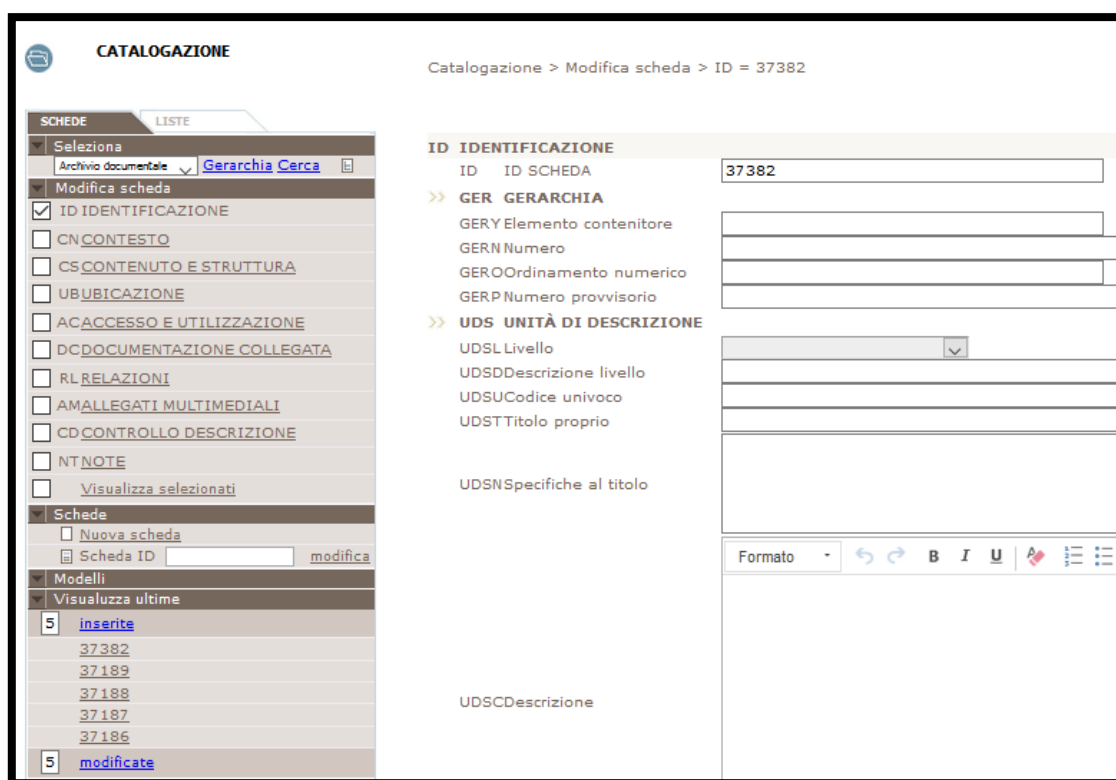 CATALOGAZIONE
Catalogazione > Modifica scheda > ID = 37382
SCHEDE
LISTE
Seleziona
Archivio documentale Gerarchia Cerca
Modifica scheda
ID IDENTIFICAZIONE
CN CONTESTO
CS CONTENUTO E STRUTTURA
UB UBICAZIONE
AC ACCESSO E UTILIZZAZIONE
DC DOCUMENTAZIONE COLLEGATA
RL RELAZIONI
AM ALLEGATI MULTIMEDIALI
CD CONTROLLO DESCRIZIONE
NT NOTE
Visualizza selezionati
Schede
Nuova scheda
Scheda ID modifica
Modelli
Visualuzza ultime
5 inserite
37382
37189
37188
37187
37186
5 modificate
ID IDENTIFICAZIONE
ID ID SCHEDA 37382
>> GER GERARCHIA
GERY Elemento contenitore
GERN Numero
GERO Ordinamento numerico
GERP Numero provvisorio
>> UDS UNITÀ DI DESCRIZIONE
UDSL Livello
UDSD Descrizione livello
UDSU Codice univoco
UDST Titolo proprio
UDSN Specifiche al titolo
Formato B I U
UDSC Descrizione